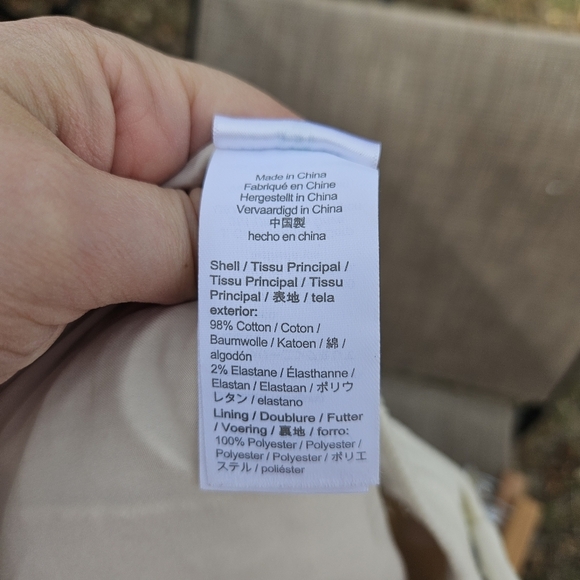 Made in China
Fabriqué en Chine
Hergestellt in China
Vervaardigd in China
中国製
hecho en china
Shell / Tissu Principal /
Tissu Principal / Tissu
Principal / 表地 / tela
exterior:
98% Cotton / Coton /
Baumwolle / Katoen / 綿 /
algodón
2% Elastane / Élasthanne /
Elastan / Elastaan / ポリウ
レタン / elastano
Lining / Doublure / Futter
/ Voering / 裏地 / forro:
100% Polyester / Polyester /
Polyester / Polyester / ポリエ
ステル / poliéster